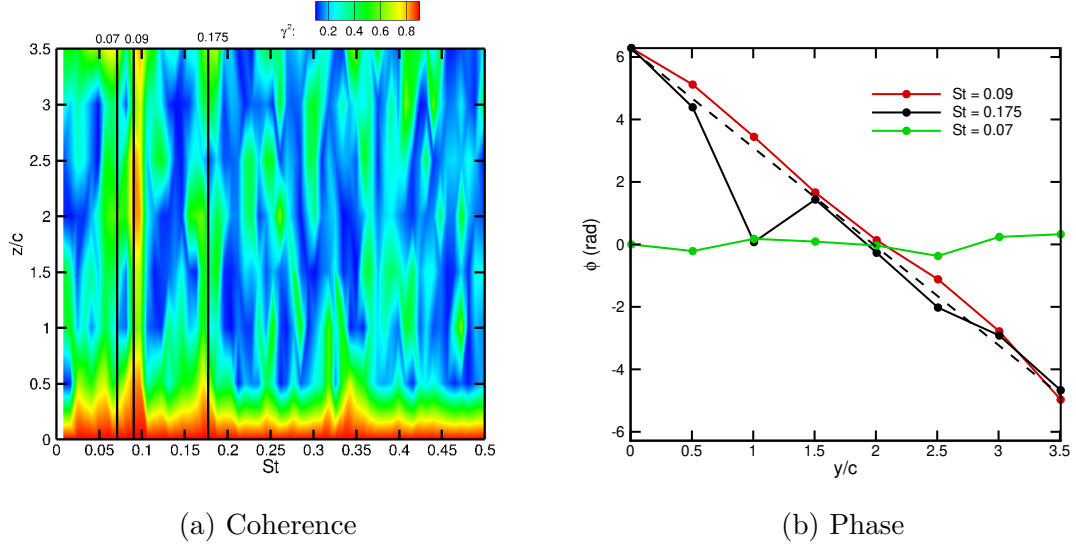 γ²: 0.2 0.4 0.6 0.8
0.07 0.09 0.175
3.5
3
2.5
2
1.5
1
0.5
0
z/c
0 0.05 0.1 0.15 0.2 0.25 0.3 0.35 0.4 0.45 0.5
St
(a) Coherence
6
4
2
0
-2
-4
-6
ϕ (rad)
St = 0.09
St = 0.175
St = 0.07
0 0.5 1 1.5 2 2.5 3 3.5
y/c
(b) Phase